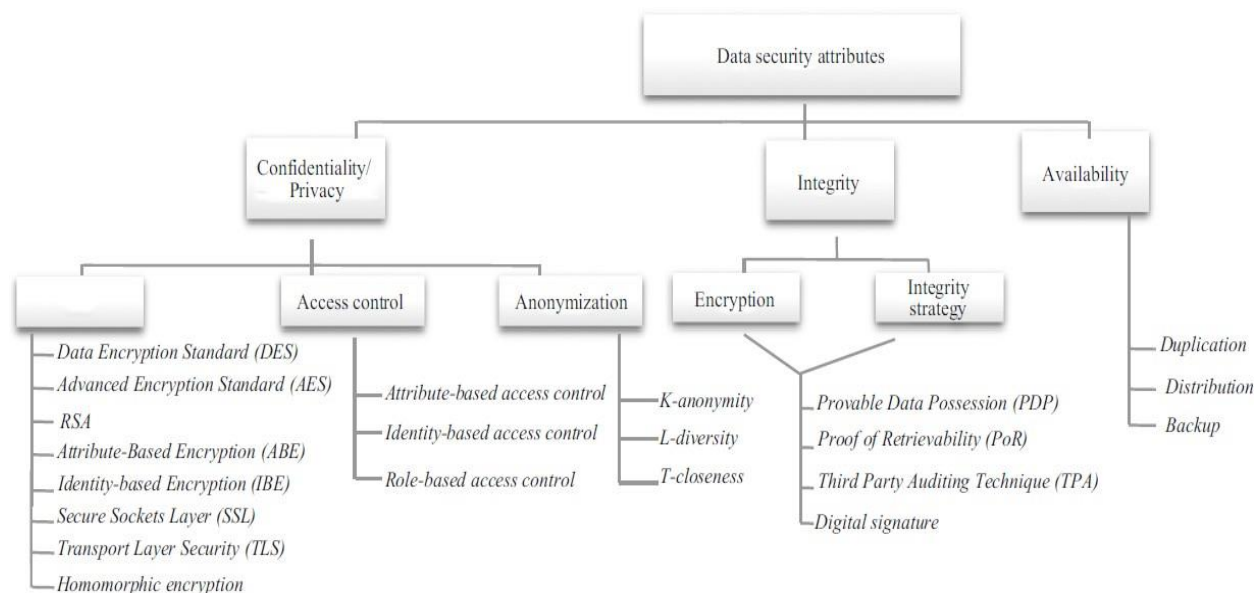 Data security attributes
Confidentiality/
Privacy
Integrity
Availability
Access control
Anonymization
Encryption
Integrity
strategy
Data Encryption Standard (DES)
Advanced Encryption Standard (AES)
RSA
Attribute-Based Encryption (ABE)
Identity-based Encryption (IBE)
Secure Sockets Layer (SSL)
Transport Layer Security (TLS)
Homomorphic encryption
Attribute-based access control
Identity-based access control
Role-based access control
K-anonymity
L-diversity
T-closeness
Provable Data Possession (PDP)
Proof of Retrievability (PoR)
Third Party Auditing Technique (TPA)
Digital signature
Duplication
Distribution
Backup